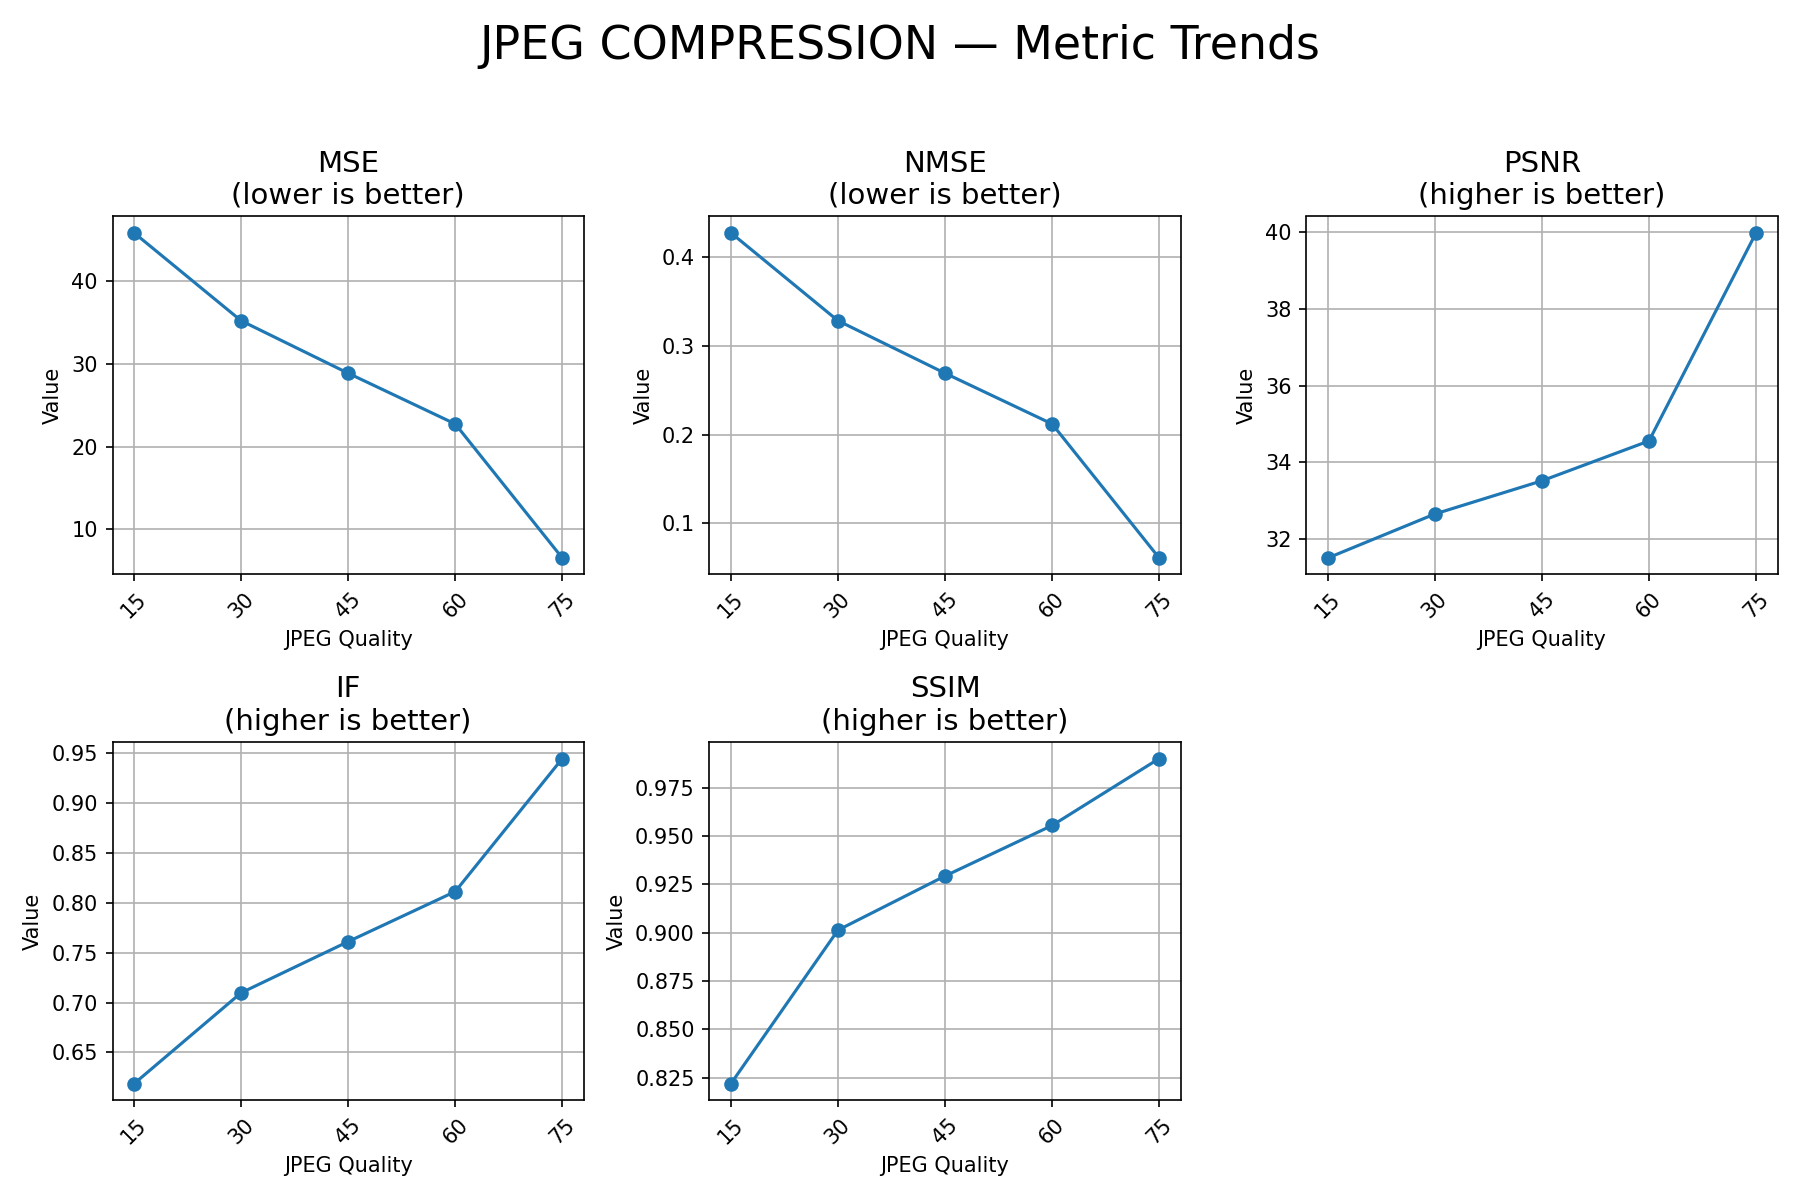 JPEG COMPRESSION — Metric Trends
MSE
(lower is better)
40
30
20
10
Value
15
30
45
60
75
JPEG Quality
NMSE
(lower is better)
0.4
0.3
0.2
0.1
Value
15
30
45
60
75
JPEG Quality
PSNR
(higher is better)
40
38
36
34
32
Value
15
30
45
60
75
JPEG Quality
IF
(higher is better)
0.95
0.90
0.85
0.80
0.75
0.70
0.65
Value
15
30
45
60
75
JPEG Quality
SSIM
(higher is better)
0.975
0.950
0.925
0.900
0.875
0.850
0.825
Value
15
30
45
60
75
JPEG Quality